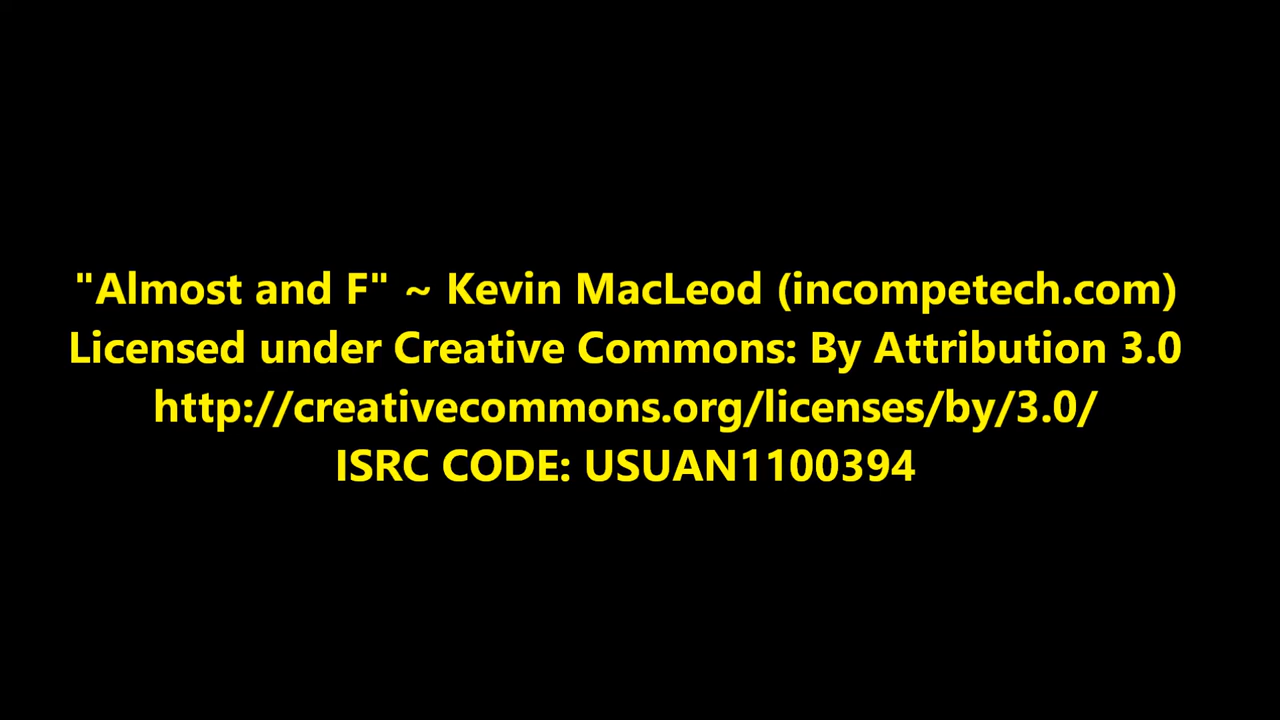 "Almost and F" ~ Kevin MacLeod (incompetech.com)
Licensed under Creative Commons: By Attribution 3.0
http://creativecommons.org/licenses/by/3.0/
ISRC CODE: USUAN1100394